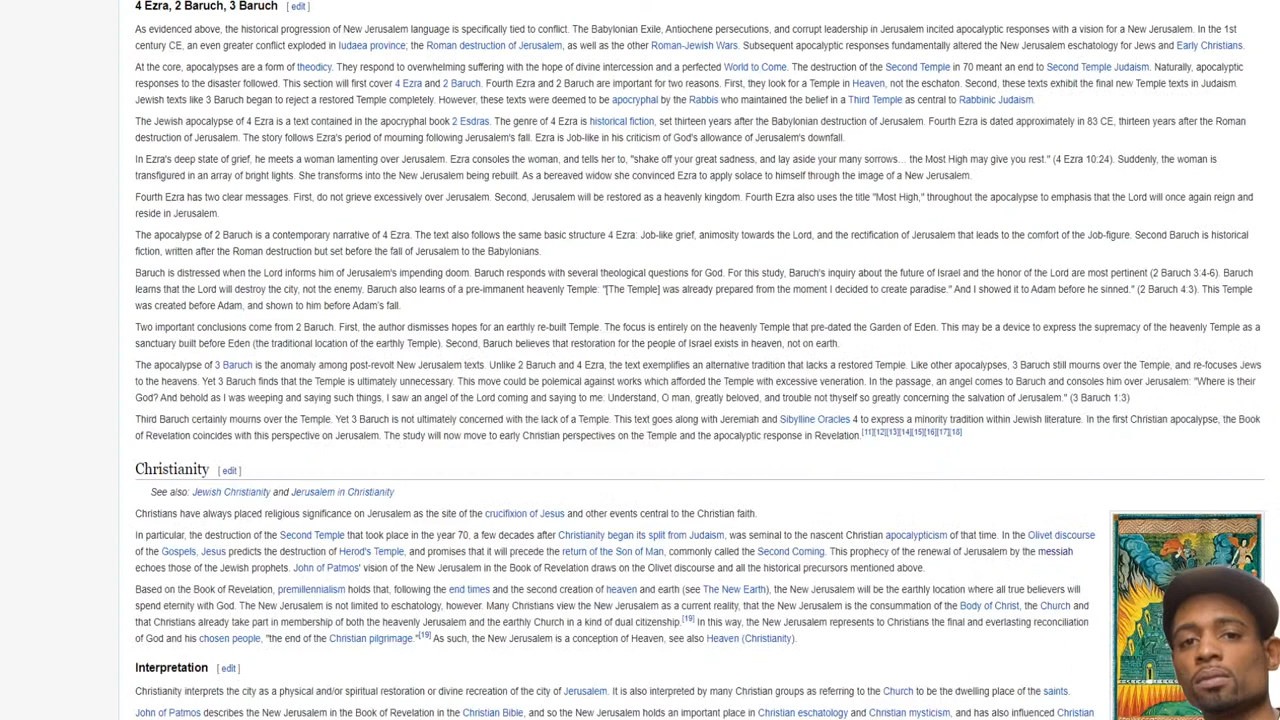 4 Ezra, 2 Baruch, 3 Baruch [ edit ]
As evidenced above, the historical progression of New Jerusalem language is specifically tied to conflict. The Babylonian Exile, Antiochene persecutions, and corrupt leadership in Jerusalem incited apocalyptic responses with a vision for a New Jerusalem. In the 1st
century CE, an even greater conflict exploded in Iudaea province; the Roman destruction of Jerusalem, as well as the other Roman-Jewish Wars. Subsequent apocalyptic responses fundamentally altered the New Jerusalem eschatology for Jews and Early Christians.
At the core, apocalypses are a form of theodicy. They respond to overwhelming suffering with the hope of divine intercession and a perfected World to Come. The destruction of the Second Temple in 70 meant an end to Second Temple Judaism. Naturally, apocalyptic
responses to the disaster followed. This section will first cover 4 Ezra and 2 Baruch. Fourth Ezra and 2 Baruch are important for two reasons. First, they look for a Temple in Heaven, not the eschaton. Second, these texts exhibit the final new Temple texts in Judaism.
Jewish texts like 3 Baruch began to reject a restored Temple completely. However, these texts were deemed to be apocryphal by the Rabbis who maintained the belief in a Third Temple as central to Rabbinic Judaism.
The Jewish apocalypse of 4 Ezra is a text contained in the apocryphal book 2 Esdras. The genre of 4 Ezra is historical fiction, set thirteen years after the Babylonian destruction of Jerusalem. Fourth Ezra is dated approximately in 83 CE, thirteen years after the Roman
destruction of Jerusalem. The story follows Ezra's period of mourning following Jerusalem's fall. Ezra is Job-like in his criticism of God's allowance of Jerusalem's downfall.
In Ezra's deep state of grief, he meets a woman lamenting over Jerusalem. Ezra consoles the woman, and tells her to, "shake off your great sadness, and lay aside your many sorrows... the Most High may give you rest." (4 Ezra 10:24). Suddenly, the woman is
transfigured in an array of bright lights. She transforms into the New Jerusalem being rebuilt. As a bereaved widow she convinced Ezra to apply solace to himself through the image of a New Jerusalem.
Fourth Ezra has two clear messages. First, do not grieve excessively over Jerusalem. Second, Jerusalem will be restored as a heavenly kingdom. Fourth Ezra also uses the title "Most High," throughout the apocalypse to emphasis that the Lord will once again reign and
reside in Jerusalem.
The apocalypse of 2 Baruch is a contemporary narrative of 4 Ezra. The text also follows the same basic structure 4 Ezra: Job-like grief, animosity towards the Lord, and the rectification of Jerusalem that leads to the comfort of the Job-figure. Second Baruch is historical
fiction, written after the Roman destruction but set before the fall of Jerusalem to the Babylonians.
Baruch is distressed when the Lord informs him of Jerusalem's impending doom. Baruch responds with several theological questions for God. For this study, Baruch's inquiry about the future of Israel and the honor of the Lord are most pertinent (2 Baruch 3:4-6). Baruch
learns that the Lord will destroy the city, not the enemy. Baruch also learns of a pre-immanent heavenly Temple: "[The Temple] was already prepared from the moment I decided to create paradise." And I showed it to Adam before he sinned." (2 Baruch 4:3). This Temple
was created before Adam, and shown to him before Adam's fall.
Two important conclusions come from 2 Baruch. First, the author dismisses hopes for an earthly re-built Temple. The focus is entirely on the heavenly Temple that pre-dated the Garden of Eden. This may be a device to express the supremacy of the heavenly Temple as a
sanctuary built before Eden (the traditional location of the earthly Temple). Second, Baruch believes that restoration for the people of Israel exists in heaven, not on earth.
The apocalypse of 3 Baruch is the anomaly among post-revolt New Jerusalem texts. Unlike 2 Baruch and 4 Ezra, the text exemplifies an alternative tradition that lacks a restored Temple. Like other apocalypses, 3 Baruch still mourns over the Temple, and re-focuses Jews
to the heavens. Yet 3 Baruch finds that the Temple is ultimately unnecessary. This move could be polemical against works which afforded the Temple with excessive veneration. In the passage, an angel comes to Baruch and consoles him over Jerusalem: "Where is their
God? And behold as I was weeping and saying such things, I saw an angel of the Lord coming and saying to me: Understand, O man, greatly beloved, and trouble not thyself so greatly concerning the salvation of Jerusalem." (3 Baruch 1:3)
Third Baruch certainly mourns over the Temple. Yet 3 Baruch is not ultimately concerned with the lack of a Temple. This text goes along with Jeremiah and Sibylline Oracles 4 to express a minority tradition within Jewish literature. In the first Christian apocalypse, the Book
of Revelation coincides with this perspective on Jerusalem. The study will now move to early Christian perspectives on the Temple and the apocalyptic response in Revelation.[11][12][13][14][15][16][17][18]
Christianity [ edit ]
See also: Jewish Christianity and Jerusalem in Christianity
Christians have always placed religious significance on Jerusalem as the site of the crucifixion of Jesus and other events central to the Christian faith.
In particular, the destruction of the Second Temple that took place in the year 70, a few decades after Christianity began its split from Judaism, was seminal to the nascent Christian apocalypticism of that time. In the Olivet discourse
of the Gospels, Jesus predicts the destruction of Herod's Temple, and promises that it will precede the return of the Son of Man, commonly called the Second Coming. This prophecy of the renewal of Jerusalem by the messiah
echoes those of the Jewish prophets. John of Patmos' vision of the New Jerusalem in the Book of Revelation draws on the Olivet discourse and all the historical precursors mentioned above.
Based on the Book of Revelation, premillennialism holds that, following the end times and the second creation of heaven and earth (see The New Earth), the New Jerusalem will be the earthly location where all true believers will
spend eternity with God. The New Jerusalem is not limited to eschatology, however. Many Christians view the New Jerusalem as a current reality, that the New Jerusalem is the consummation of the Body of Christ, the Church and
that Christians already take part in membership of both the heavenly Jerusalem and the earthly Church in a kind of dual citizenship.[19] In this way, the New Jerusalem represents to Christians the final and everlasting reconciliation
of God and his chosen people, "the end of the Christian pilgrimage."[19] As such, the New Jerusalem is a conception of Heaven, see also Heaven (Christianity).
Interpretation [ edit ]
Christianity interprets the city as a physical and/or spiritual restoration or divine recreation of the city of Jerusalem. It is also interpreted by many Christian groups as referring to the Church to be the dwelling place of the saints.
John of Patmos describes the New Jerusalem in the Book of Revelation in the Christian Bible, and so the New Jerusalem holds an important place in Christian eschatology and Christian mysticism, and has also influenced Christian